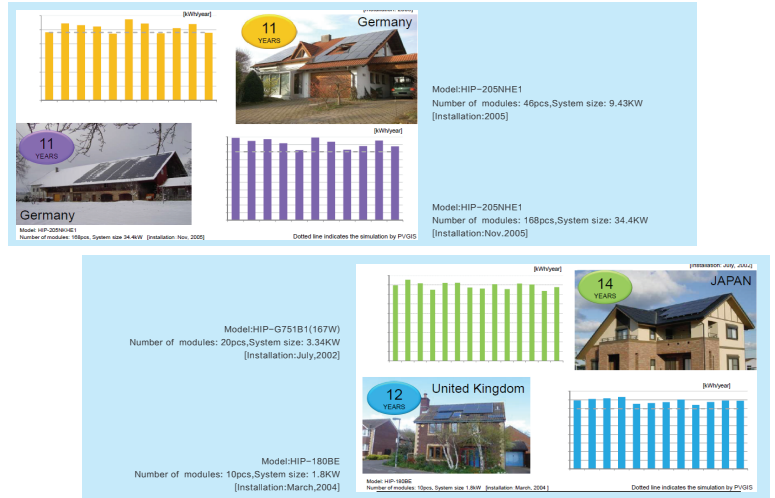 [kWh/year]
Germany
11
YEARS
Model:HIP-205NHE1
Number of modules: 46pcs,System size: 9.43KW
[Installation:2005]
11
YEARS
Germany
[kWh/year]
Model: HIP-205NKHE1
Number of modules: 168pcs, System size 34.4kW [installation :Nov, 2005]
Dotted line indicates the simulation by PVGIS
Model:HIP-205NHE1
Number of modules: 168pcs,System size: 34.4KW
[Installation:Nov.2005]
[kWh/year]
[Installation: July, 2002]
14
YEARS
JAPAN
Model:HIP-G751B1(167W)
Number of modules: 20pcs,System size: 3.34KW
[Installation:July,2002]
12
YEARS
United Kingdom
[kWh/year]
Model: HIP-180BE
Number of modules: 10pcs, System size 1.8kW [Installation :March, 2004 ]
Dotted line indicates the simulation by PVGIS
Model:HIP-180BE
Number of modules: 10pcs,System size: 1.8KW
[Installation:March,2004]